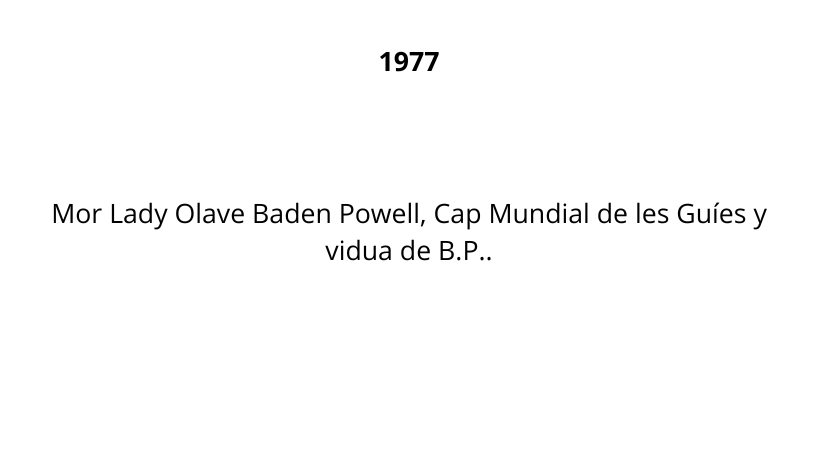 1977
Mor Lady Olave Baden Powell, Cap Mundial de les Guíes y
vidua de B.P..